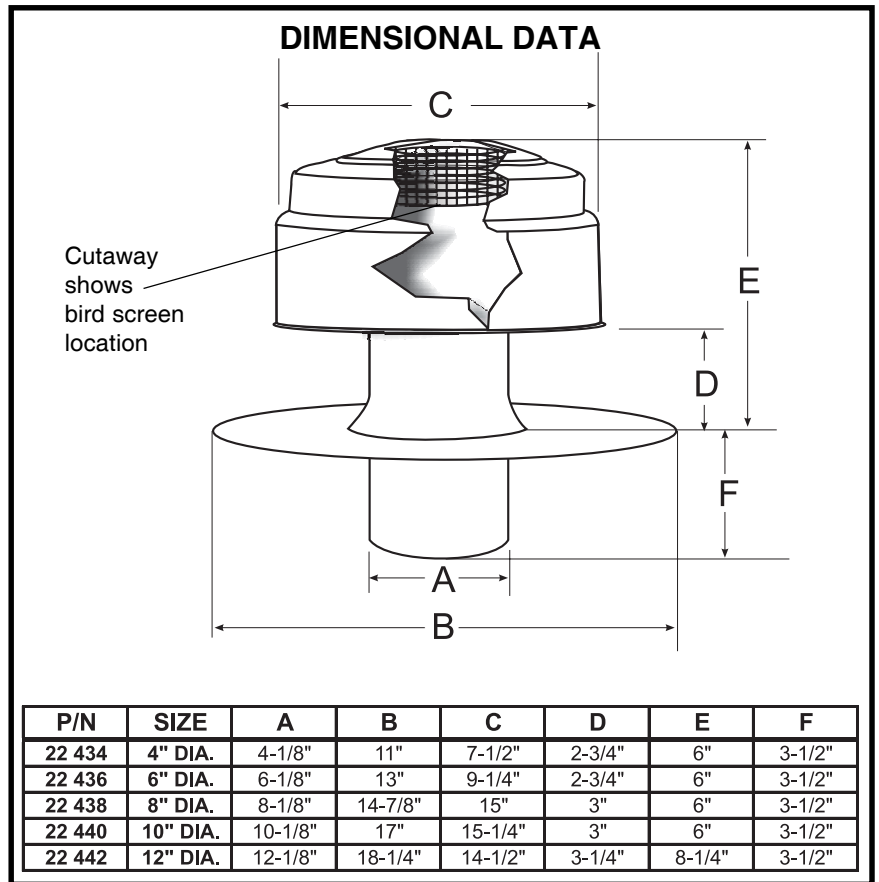 DIMENSIONAL DATA
C
Cutaway
shows
bird screen
location
E
D
F
A
B
P/N SIZE A B C D E F
22 434 4" DIA. 4-1/8" 11" 7-1/2" 2-3/4" 6" 3-1/2"
22 436 6" DIA. 6-1/8" 13" 9-1/4" 2-3/4" 6" 3-1/2"
22 438 8" DIA. 8-1/8" 14-7/8" 15" 3" 6" 3-1/2"
22 440 10" DIA. 10-1/8" 17" 15-1/4" 3" 6" 3-1/2"
22 442 12" DIA. 12-1/8" 18-1/4" 14-1/2" 3-1/4" 8-1/4" 3-1/2"